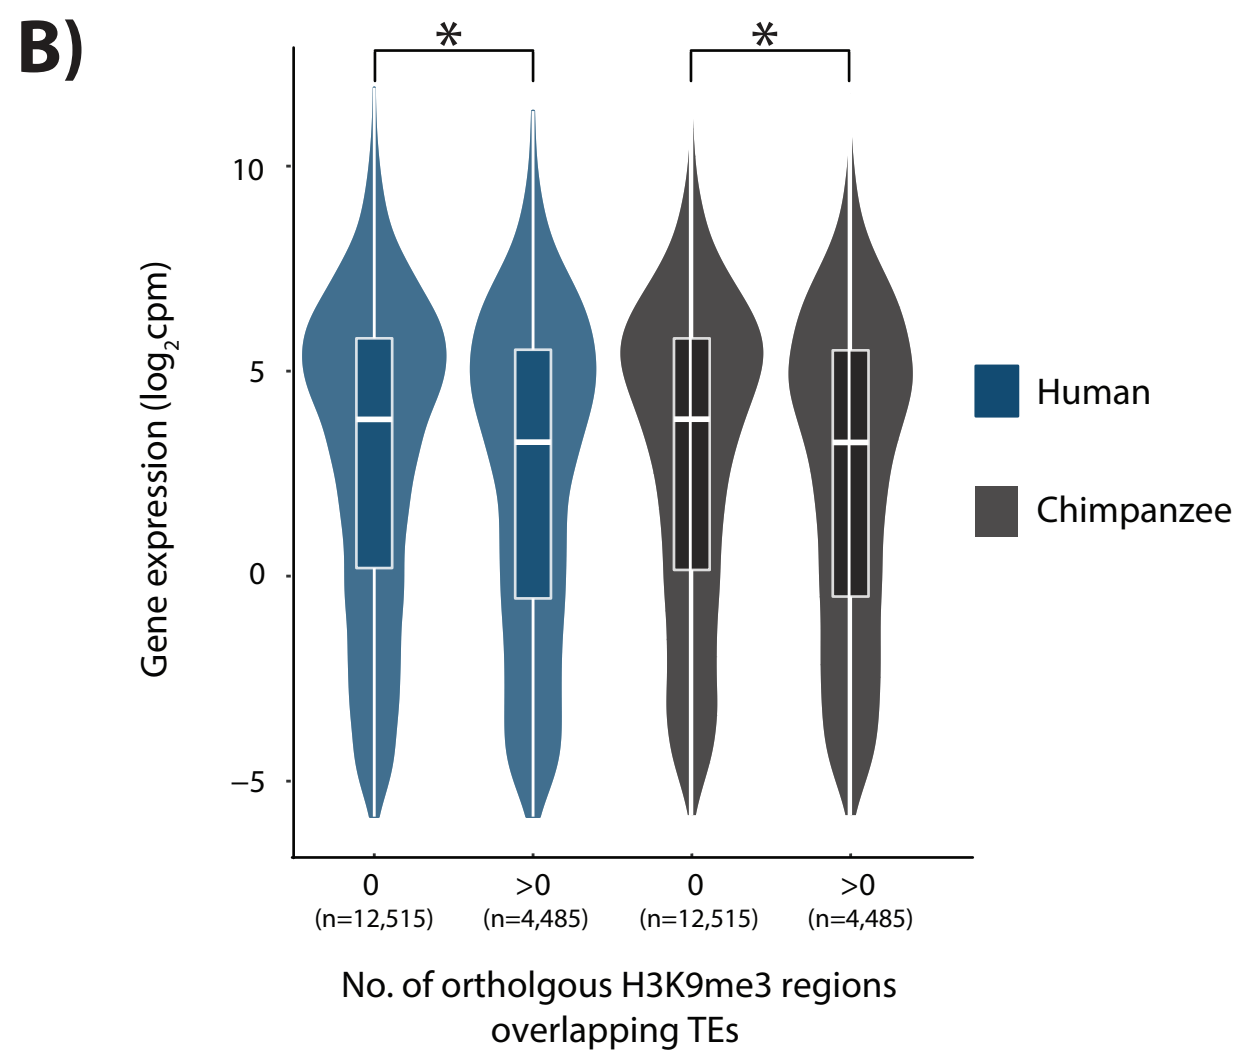 B)
*
*
10
5
0
−5
Gene expression (log2cpm)
Human
Chimpanzee
0 >0 0 >0
(n=12,515) (n=4,485) (n=12,515) (n=4,485)
No. of ortholgous H3K9me3 regions
overlapping TEs